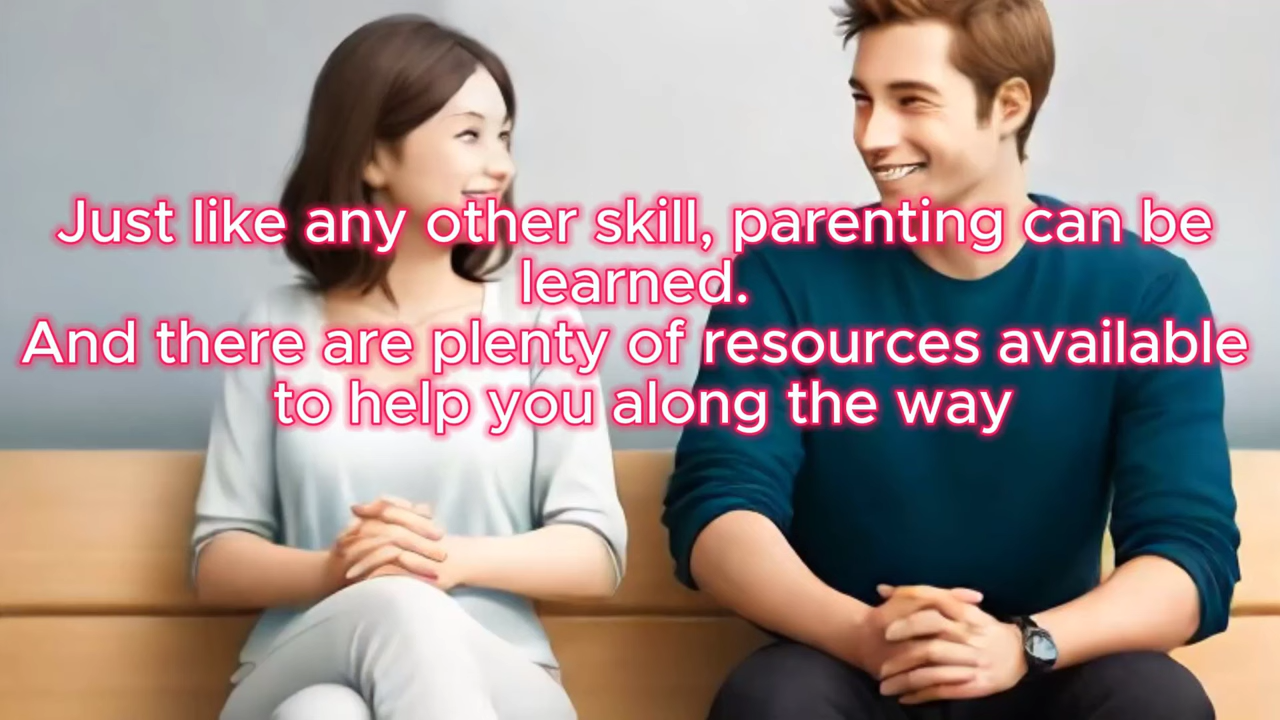 Just like any other skill, parenting can be
learned.
And there are plenty of resources available
to help you along the way